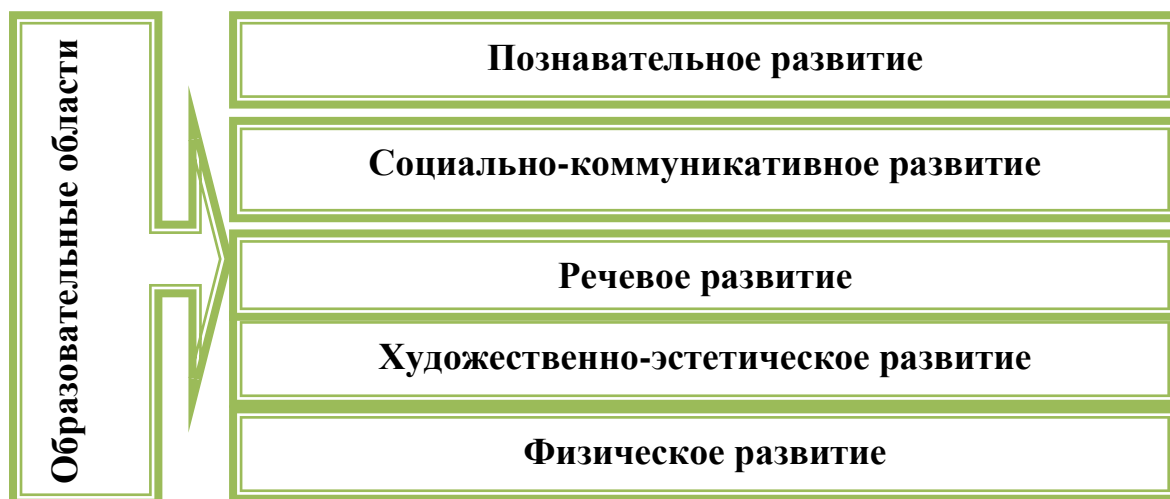 Образовательные области
Познавательное развитие
Социально-коммуникативное развитие
Речевое развитие
Художественно-эстетическое развитие
Физическое развитие